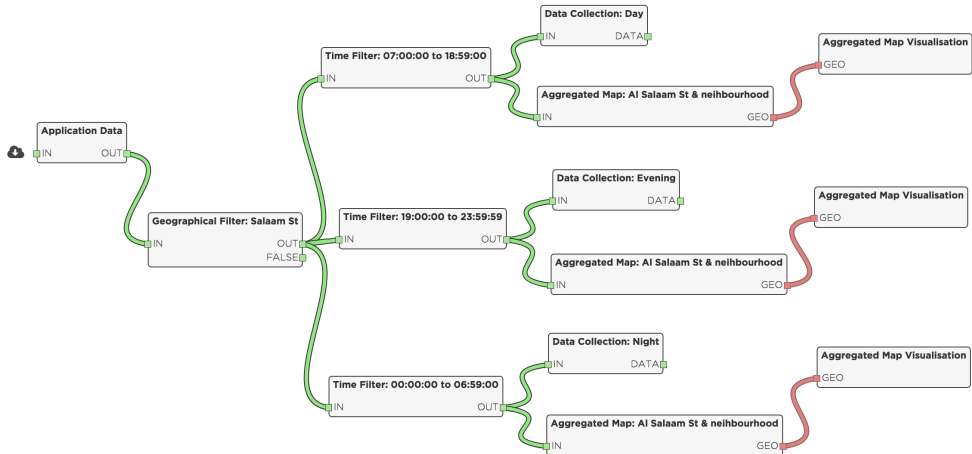 Data Collection: Day
IN DATA
Aggregated Map Visualisation
GEO
Time Filter: 07:00:00 to 18:59:00
IN OUT
Aggregated Map: Al Salaam St & neihbourhood
IN GEO
Application Data
IN OUT
Data Collection: Evening
IN DATA
Aggregated Map Visualisation
GEO
Geographical Filter: Salaam St
IN OUT
FALSE
Time Filter: 19:00:00 to 23:59:59
IN OUT
Aggregated Map: Al Salaam St & neihbourhood
IN GEO
Data Collection: Night
IN DATA
Aggregated Map Visualisation
GEO
Time Filter: 00:00:00 to 06:59:00
IN OUT
Aggregated Map: Al Salaam St & neihbourhood
IN GEO